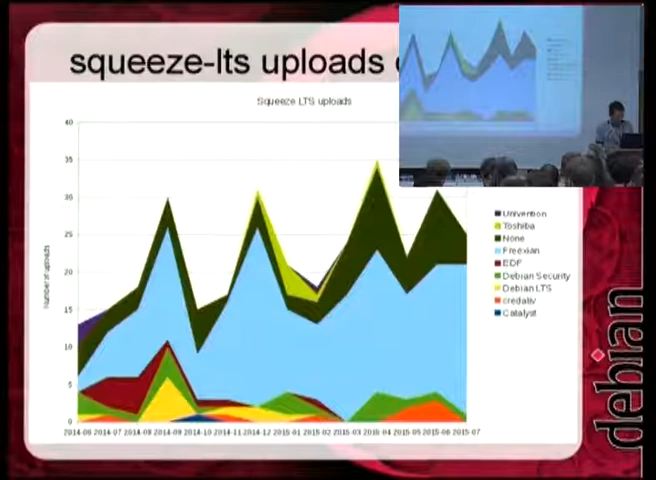 squeeze-lts uploads
Squeeze LTS uploads
40
35
30
25
20
15
10
5
0
Number of uploads
2014-06 2014-07 2014-08 2014-09 2014-10 2014-11 2014-12 2015-01 2015-02 2015-03 2015-04 2015-05 2015-06 2015-07
Univention
Toshiba
None
Freexian
EDF
Debian Security
Debian LTS
credativ
Catalyst
debian